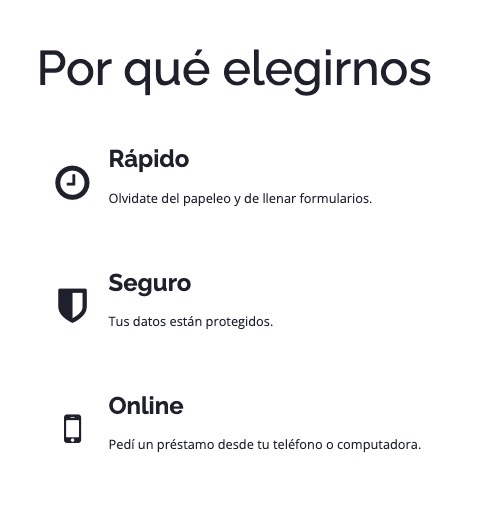 Por qué elegirnos
Rápido
Olvidate del papeleo y de llenar formularios.
Seguro
Tus datos están protegidos.
Online
Pedí un préstamo desde tu teléfono o computadora.